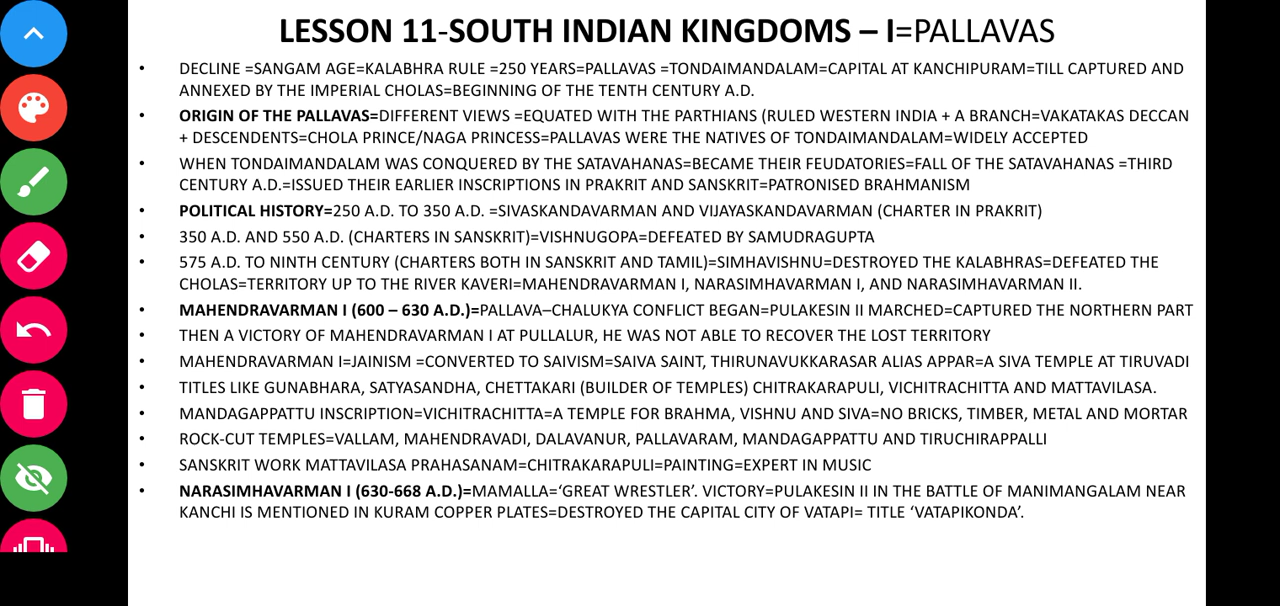 LESSON 11-SOUTH INDIAN KINGDOMS – I=PALLAVAS
• DECLINE =SANGAM AGE=KALABHRA RULE =250 YEARS=PALLAVAS =TONDAIMANDALAM=CAPITAL AT KANCHIPURAM=TILL CAPTURED AND
ANNEXED BY THE IMPERIAL CHOLAS=BEGINNING OF THE TENTH CENTURY A.D.
• ORIGIN OF THE PALLAVAS=DIFFERENT VIEWS =EQUATED WITH THE PARTHIANS (RULED WESTERN INDIA + A BRANCH=VAKATAKAS DECCAN
+ DESCENDENTS=CHOLA PRINCE/NAGA PRINCESS=PALLAVAS WERE THE NATIVES OF TONDAIMANDALAM=WIDELY ACCEPTED
• WHEN TONDAIMANDALAM WAS CONQUERED BY THE SATAVAHANAS=BECAME THEIR FEUDATORIES=FALL OF THE SATAVAHANAS =THIRD
CENTURY A.D.=ISSUED THEIR EARLIER INSCRIPTIONS IN PRAKRIT AND SANSKRIT=PATRONISED BRAHMANISM
• POLITICAL HISTORY=250 A.D. TO 350 A.D. =SIVASKANDAVARMAN AND VIJAYASKANDAVARMAN (CHARTER IN PRAKRIT)
• 350 A.D. AND 550 A.D. (CHARTERS IN SANSKRIT)=VISHNUGOPA=DEFEATED BY SAMUDRAGUPTA
• 575 A.D. TO NINTH CENTURY (CHARTERS BOTH IN SANSKRIT AND TAMIL)=SIMHAVISHNU=DESTROYED THE KALABHRAS=DEFEATED THE
CHOLAS=TERRITORY UP TO THE RIVER KAVERI=MAHENDRAVARMAN I, NARASIMHAVARMAN I, AND NARASIMHAVARMAN II.
• MAHENDRAVARMAN I (600 – 630 A.D.)=PALLAVA–CHALUKYA CONFLICT BEGAN=PULAKESIN II MARCHED=CAPTURED THE NORTHERN PART
• THEN A VICTORY OF MAHENDRAVARMAN I AT PULLALUR, HE WAS NOT ABLE TO RECOVER THE LOST TERRITORY
• MAHENDRAVARMAN I=JAINISM =CONVERTED TO SAIVISM=SAIVA SAINT, THIRUNAVUKKARASAR ALIAS APPAR=A SIVA TEMPLE AT TIRUVADI
• TITLES LIKE GUNABHARA, SATYASANDHA, CHETTAKARI (BUILDER OF TEMPLES) CHITRAKARAPULI, VICHITRACHITTA AND MATTAVILASA.
• MANDAGAPPATTU INSCRIPTION=VICHITRACHITTA=A TEMPLE FOR BRAHMA, VISHNU AND SIVA=NO BRICKS, TIMBER, METAL AND MORTAR
• ROCK-CUT TEMPLES=VALLAM, MAHENDRAVADI, DALAVANUR, PALLAVARAM, MANDAGAPPATTU AND TIRUCHIRAPPALLI
• SANSKRIT WORK MATTAVILASA PRAHASANAM=CHITRAKARAPULI=PAINTING=EXPERT IN MUSIC
• NARASIMHAVARMAN I (630-668 A.D.)=MAMALLA=‘GREAT WRESTLER’. VICTORY=PULAKESIN II IN THE BATTLE OF MANIMANGALAM NEAR
KANCHI IS MENTIONED IN KURAM COPPER PLATES=DESTROYED THE CAPITAL CITY OF VATAPI= TITLE ‘VATAPIKONDA’.